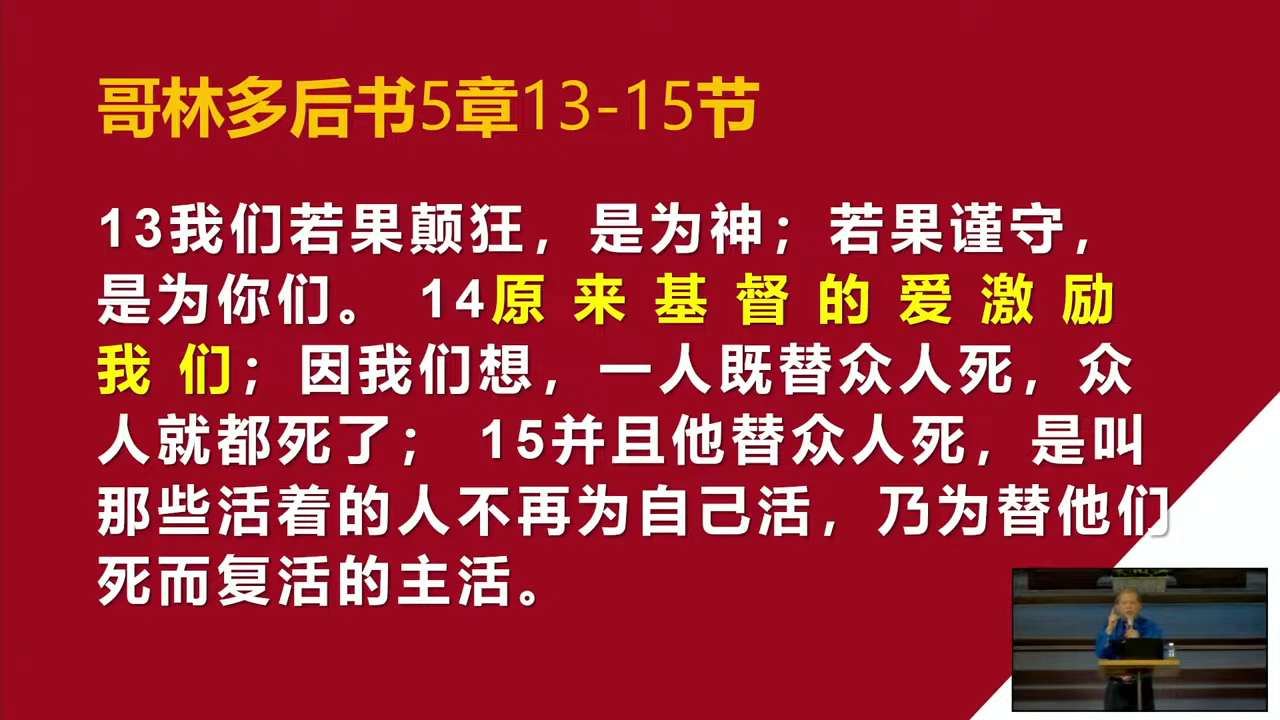 哥林多后书5章13-15节
13我们若果颠狂，是为神；若果谨守，
是为你们。 14原 来 基 督 的 爱 激 励
我 们；因我们想，一人既替众人死，众
人就都死了； 15并且他替众人死，是叫
那些活着的人不再为自己活，乃为替他们
死而复活的主活。